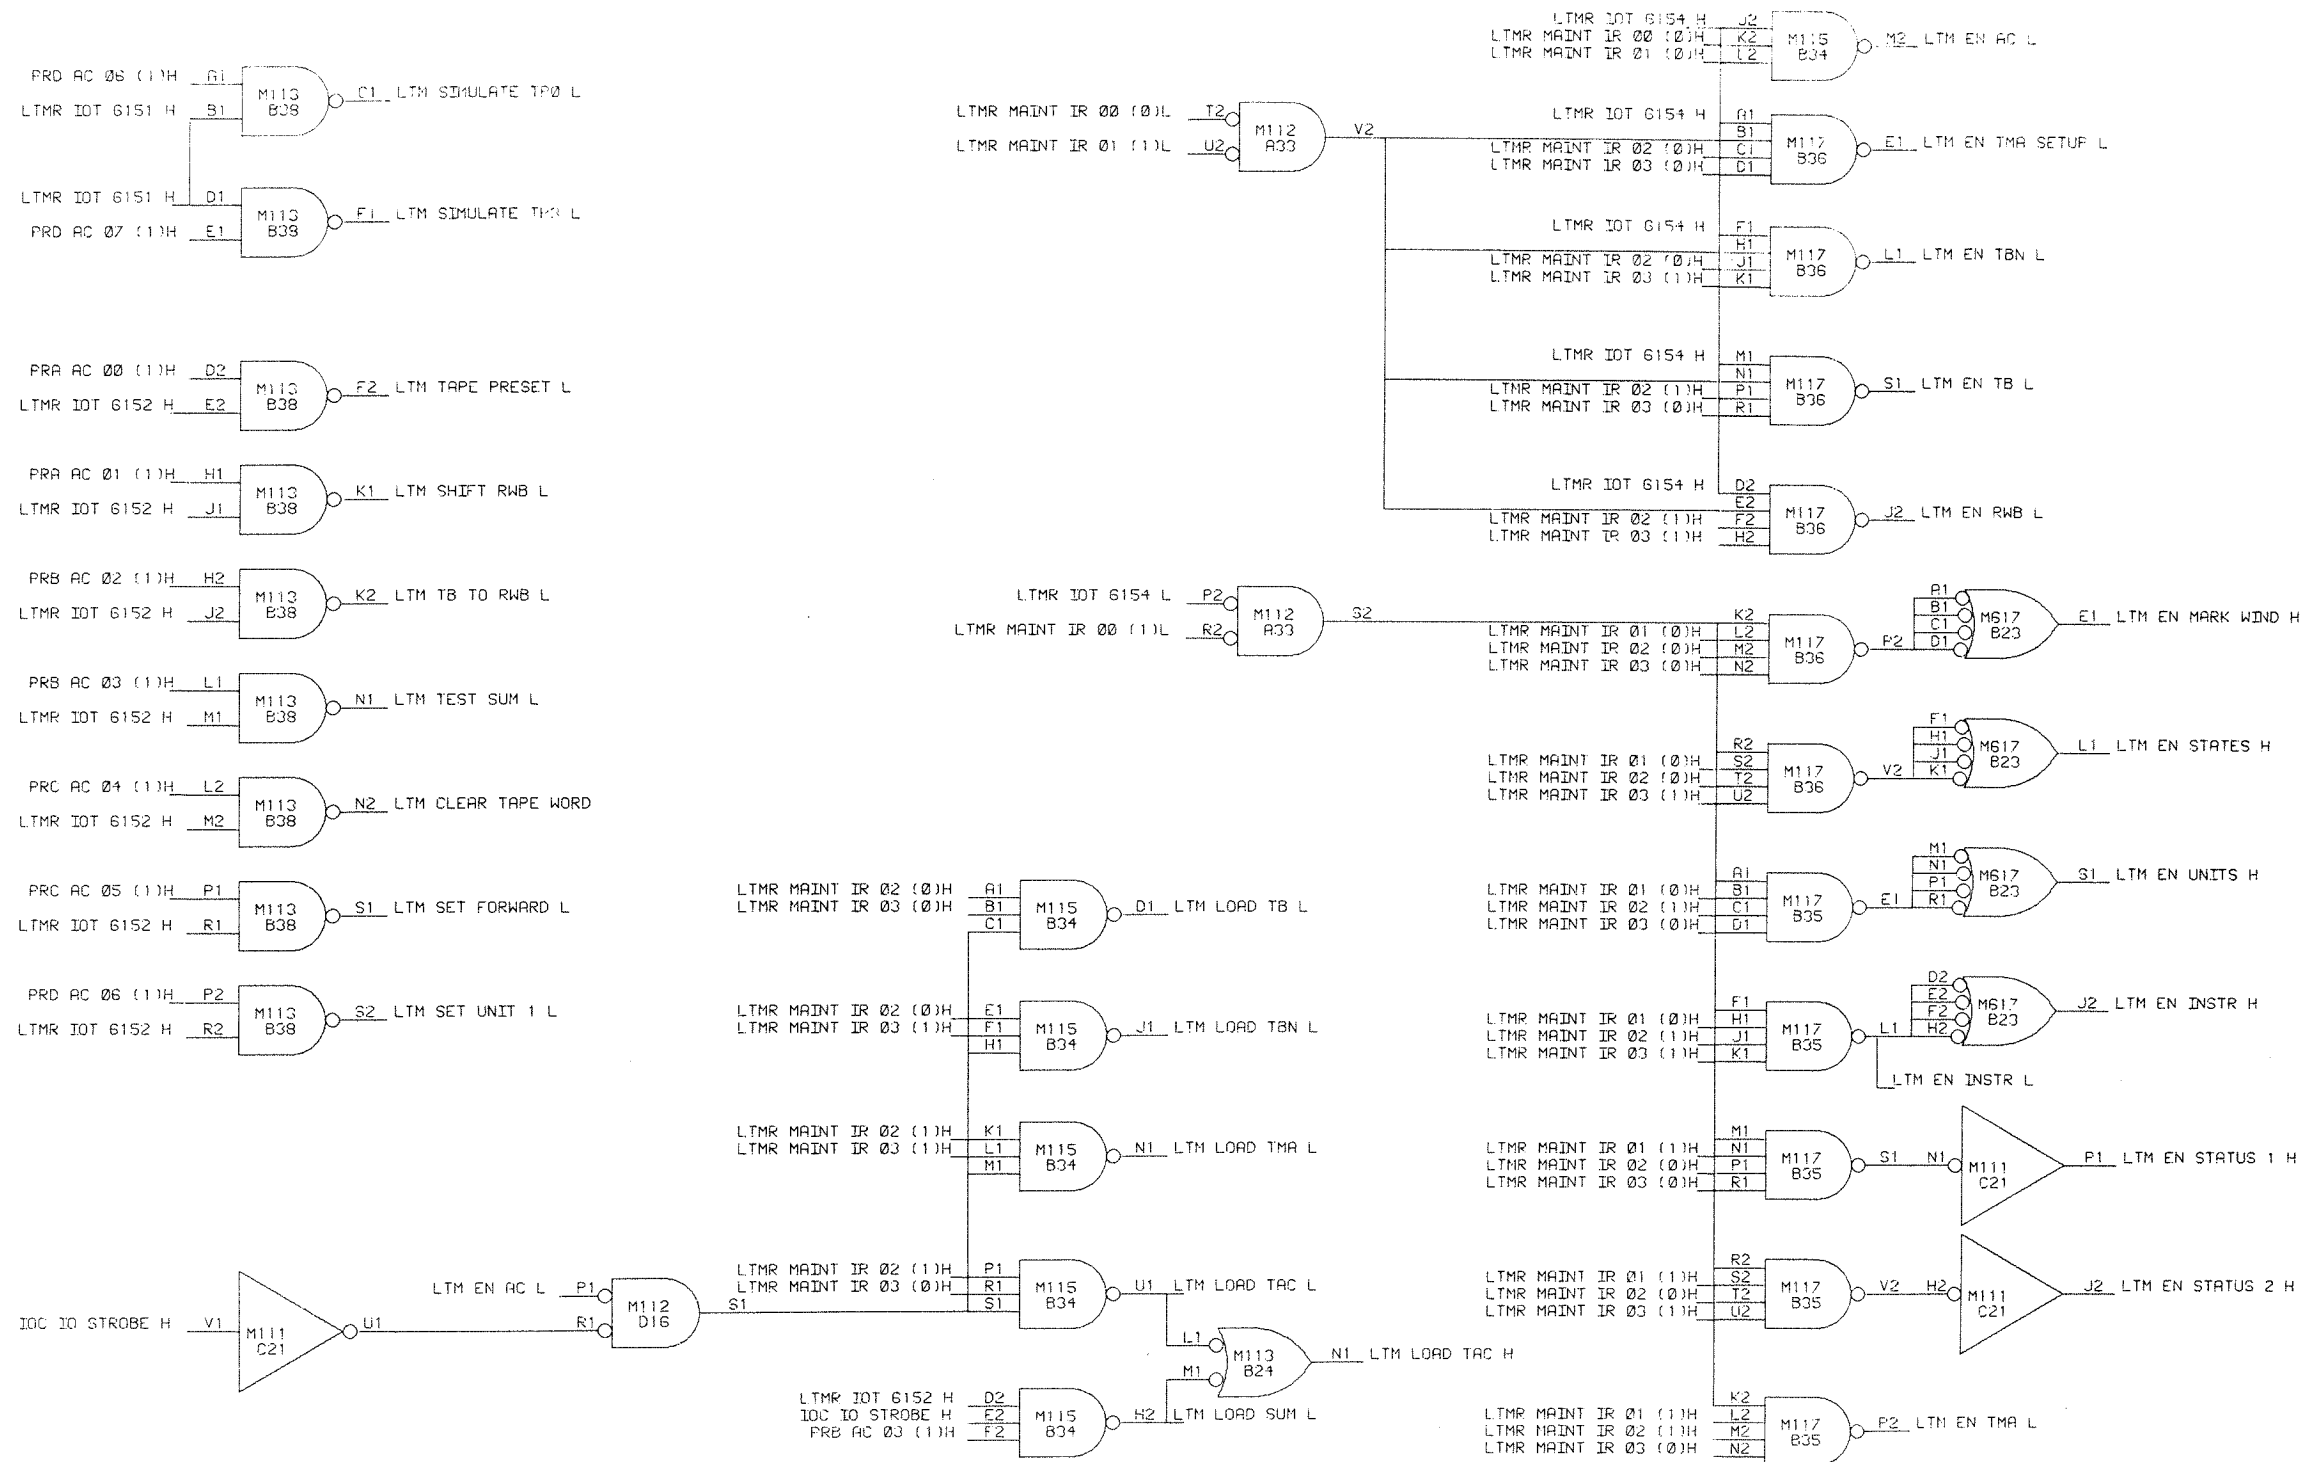 PRD AC 06 (1)H A1
LTMR IOT 6151 H B1
M113
B38
C1 LTM SIMULATE TP0 L
LTMR IOT 6151 H D1
PRD AC 07 (1)H E1
M113
B38
F1 LTM SIMULATE L
PRA AC 00 (1)H D2
LTMR IOT 6152 H E2
M113
B38
F2 LTM TAPE PRESET L
PRA AC 01 (1)H H1
LTMR IOT 6152 H J1
M113
B38
K1 LTM SHIFT RWB L
PRB AC 02 (1)H H2
LTMR IOT 6152 H J2
M113
B38
K2 LTM TB TO RWB L
PRB AC 03 (1)H L1
LTMR IOT 6152 H M1
M113
B38
N1 LTM TEST SUM L
PRC AC 04 (1)H L2
LTMR IOT 6152 H M2
M113
B38
N2 LTM CLEAR TAPE WORD
PRC AC 05 (1)H P1
LTMR IOT 6152 H R1
M113
B38
S1 LTM SET FORWARD L
PRD AC 06 (1)H P2
LTMR IOT 6152 H R2
M113
B38
S2 LTM SET UNIT 1 L
IOC IO STROBE H V1
M111
C21
U1
LTM EN AC L P1
R1
M112
D16
S1
LTMR MAINT IR 02 (0)H A1
LTMR MAINT IR 03 (0)H B1
C1
M115
B34
D1 LTM LOAD TB L
LTMR MAINT IR 02 (0)H E1
LTMR MAINT IR 03 (1)H F1
H1
M115
B34
J1 LTM LOAD TBN L
LTMR MAINT IR 02 (1)H K1
LTMR MAINT IR 03 (1)H L1
M1
M115
B34
N1 LTM LOAD TMA L
LTMR MAINT IR 02 (1)H P1
LTMR MAINT IR 03 (0)H R1
S1
M115
B34
U1 LTM LOAD TAC L
L1
M1
M113
B24
N1 LTM LOAD TAC H
LTMR IOT 6152 H D2
IOC IO STROBE H E2
PRB AC 03 (1)H F2
M115
B34
H2 LTM LOAD SUM L
LTMR MAINT IR 00 (0)L T2
LTMR MAINT IR 01 (1)L U2
M112
A33
V2
LTMR IOT 6154 L P2
LTMR MAINT IR 00 (1)L R2
M112
A33
S2
LTMR IOT 6154 H J2
LTMR MAINT IR 00 (0)H K2
LTMR MAINT IR 01 (0)H L2
M115
B34
M2 LTM EN AC L
LTMR IOT 6154 H A1
B1
LTMR MAINT IR 02 (0)H C1
LTMR MAINT IR 03 (0)H D1
M117
B36
E1 LTM EN TMA SETUP L
LTMR IOT 6154 H F1
H1
LTMR MAINT IR 02 (0)H J1
LTMR MAINT IR 03 (1)H K1
M117
B36
L1 LTM EN TBN L
LTMR IOT 6154 H M1
N1
LTMR MAINT IR 02 (1)H P1
LTMR MAINT IR 03 (0)H R1
M117
B36
S1 LTM EN TB L
LTMR IOT 6154 H D2
E2
LTMR MAINT IR 02 (1)H F2
LTMR MAINT IR 03 (1)H H2
M117
B36
J2 LTM EN RWB L
K2
LTMR MAINT IR 01 (0)H L2
LTMR MAINT IR 02 (0)H M2
LTMR MAINT IR 03 (0)H N2
M117
B36
P2
A1
B1
C1
D1
M617
B23
E1 LTM EN MARK WIND H
R2
LTMR MAINT IR 01 (0)H S2
LTMR MAINT IR 02 (0)H T2
LTMR MAINT IR 03 (1)H U2
M117
B36
V2
F1
H1
J1
K1
M617
B23
L1 LTM EN STATES H
A1
LTMR MAINT IR 01 (0)H B1
LTMR MAINT IR 02 (1)H C1
LTMR MAINT IR 03 (0)H D1
M117
B35
E1
M1
N1
P1
R1
M617
B23
S1 LTM EN UNITS H
F1
LTMR MAINT IR 01 (0)H H1
LTMR MAINT IR 02 (1)H J1
LTMR MAINT IR 03 (1)H K1
M117
B35
L1
D2
E2
F2
H2
M617
B23
J2 LTM EN INSTR H
LTM EN INSTR L
M1
LTMR MAINT IR 01 (1)H N1
LTMR MAINT IR 02 (0)H P1
LTMR MAINT IR 03 (0)H R1
M117
B35
S1 N1
M111
C21
P1 LTM EN STATUS 1 H
R2
LTMR MAINT IR 01 (1)H S2
LTMR MAINT IR 02 (0)H T2
LTMR MAINT IR 03 (1)H U2
M117
B35
V2 H2
M111
C21
J2 LTM EN STATUS 2 H
K2
LTMR MAINT IR 01 (1)H L2
LTMR MAINT IR 02 (1)H M2
LTMR MAINT IR 03 (0)H N2
M117
B35
P2 LTM EN TMA L